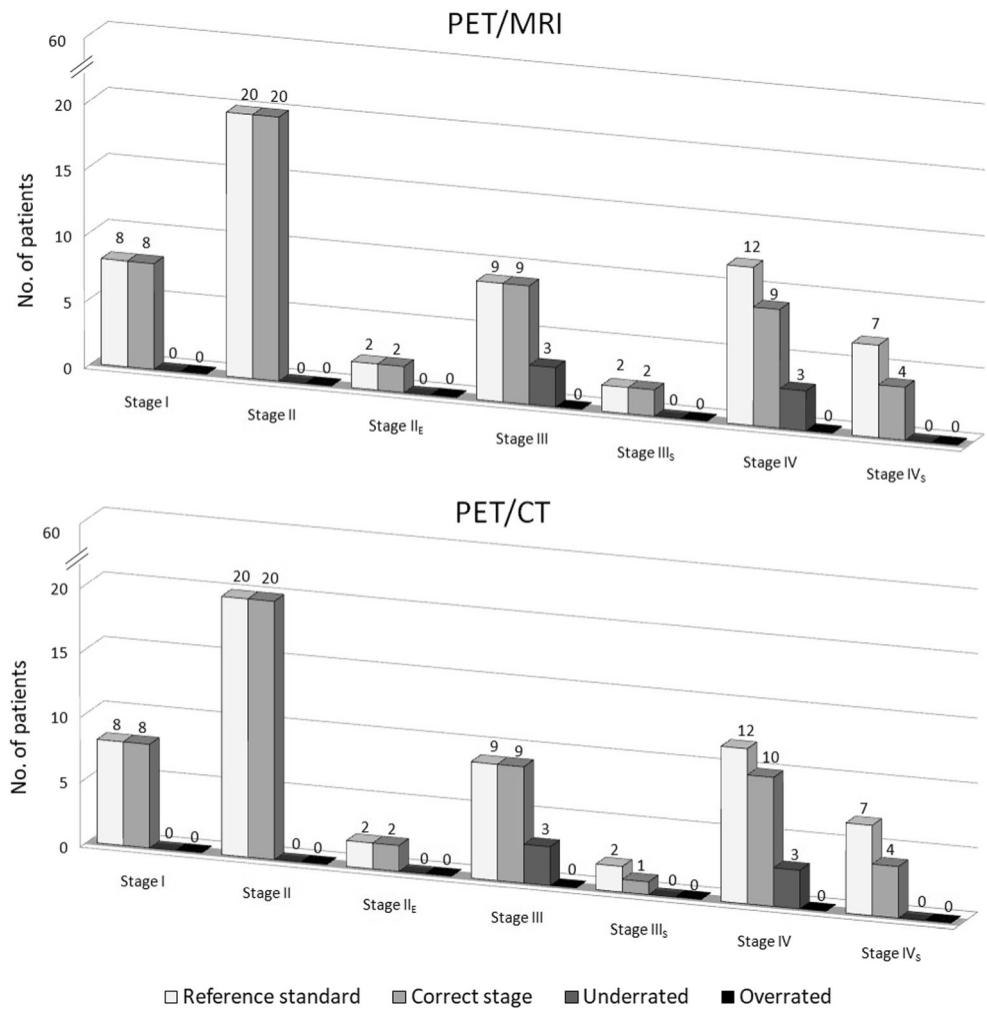 PET/MRI
No. of patients
60
20
15
10
5
0
8 8 0 0
20 20 0 0
2 2 0 0
9 9 3 0
2 2 0 0
12 9 3 0
7 4 0 0
Stage I
Stage II
Stage IIE
Stage III
Stage IIIS
Stage IV
Stage IVS
PET/CT
No. of patients
60
20
15
10
5
0
8 8 0 0
20 20 0 0
2 2 0 0
9 9 3 0
2 1 0 0
12 10 3 0
7 4 0 0
Stage I
Stage II
Stage IIE
Stage III
Stage IIIS
Stage IV
Stage IVS
Reference standard Correct stage Underrated Overrated